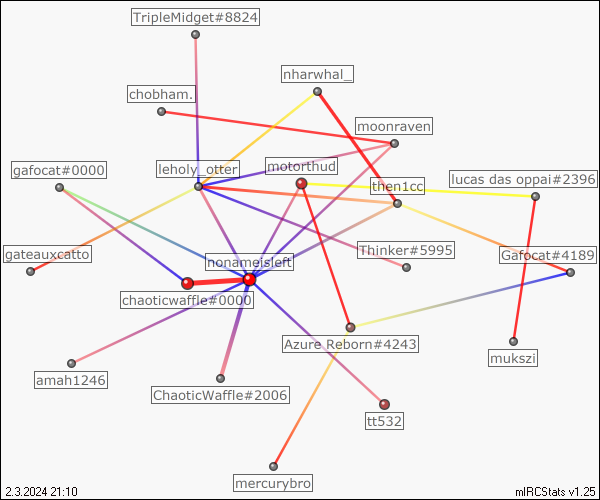 TripleMidget#8824
nharwhal_
chobham.
moonraven
gafocat#0000
leholy_otter
motorthud
then1cc
lucas das oppai#2396
gateauxcatto
nonameisleft
Thinker#5995
Gafocat#4189
chaoticwaffle#0000
Azure Reborn#4243
mukszi
amah1246
ChaoticWaffle#2006
tt532
mercurybro
2.3.2024 21:10
mIRCStats v1.25